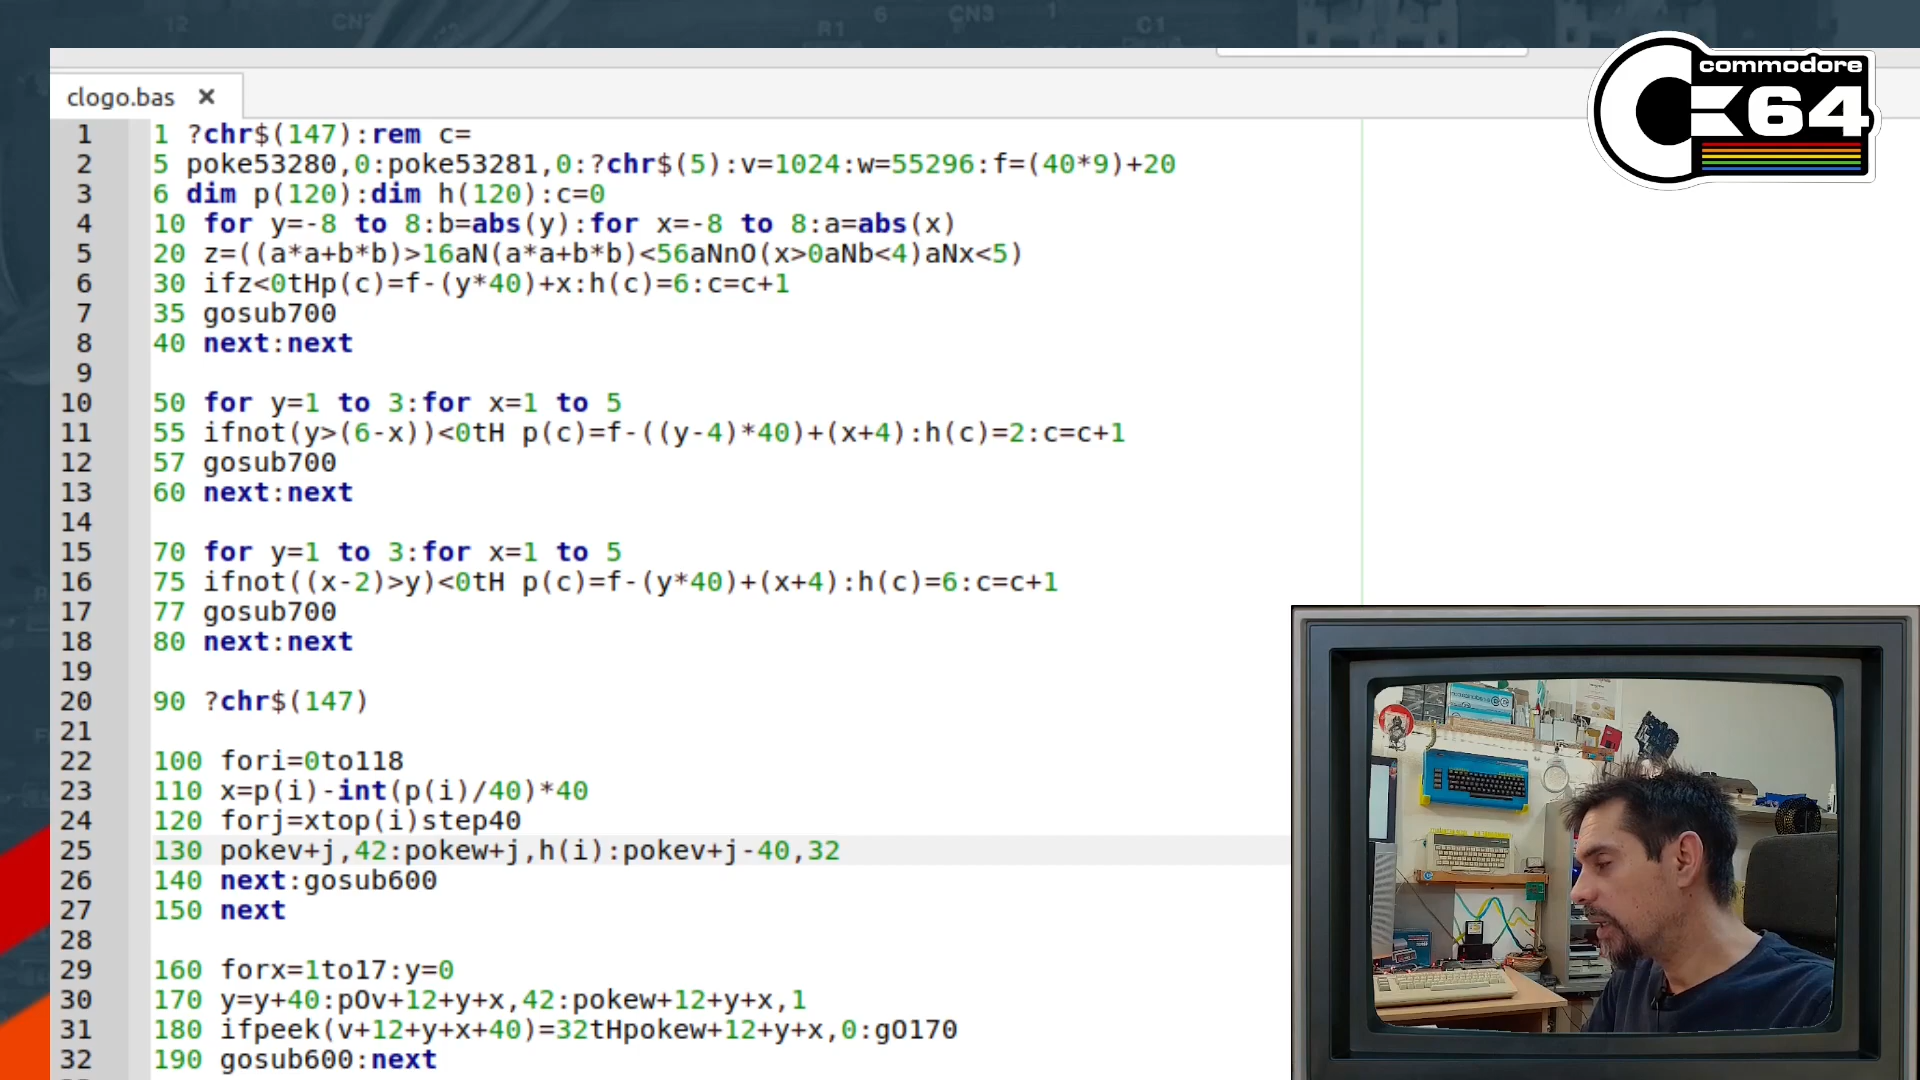 12 CN2 R1 6 CN3 1 C1
commodore
C64
clogo.bas ×
1 1 ?chr$(147):rem c=
2 5 poke53280,0:poke53281,0:?chr$(5):v=1024:w=55296:f=(40*9)+20
3 6 dim p(120):dim h(120):c=0
4 10 for y=-8 to 8:b=abs(y):for x=-8 to 8:a=abs(x)
5 20 z=((a*a+b*b)>16aN(a*a+b*b)<56aNnO(x>0aNb<4)aNx<5)
6 30 ifz<0tHp(c)=f-(y*40)+x:h(c)=6:c=c+1
7 35 gosub700
8 40 next:next
9
10 50 for y=1 to 3:for x=1 to 5
11 55 ifnot(y>(6-x))<0tH p(c)=f-((y-4)*40)+(x+4):h(c)=2:c=c+1
12 57 gosub700
13 60 next:next
14
15 70 for y=1 to 3:for x=1 to 5
16 75 ifnot((x-2)>y)<0tH p(c)=f-(y*40)+(x+4):h(c)=6:c=c+1
17 77 gosub700
18 80 next:next
19
20 90 ?chr$(147)
21
22 100 fori=0to118
23 110 x=p(i)-int(p(i)/40)*40
24 120 forj=xtop(i)step40
25 130 pokev+j,42:pokew+j,h(i):pokev+j-40,32
26 140 next:gosub600
27 150 next
28
29 160 forx=1to17:y=0
30 170 y=y+40:pOv+12+y+x,42:pokew+12+y+x,1
31 180 ifpeek(v+12+y+x+40)=32tHpokew+12+y+x,0:gO170
32 190 gosub600:next